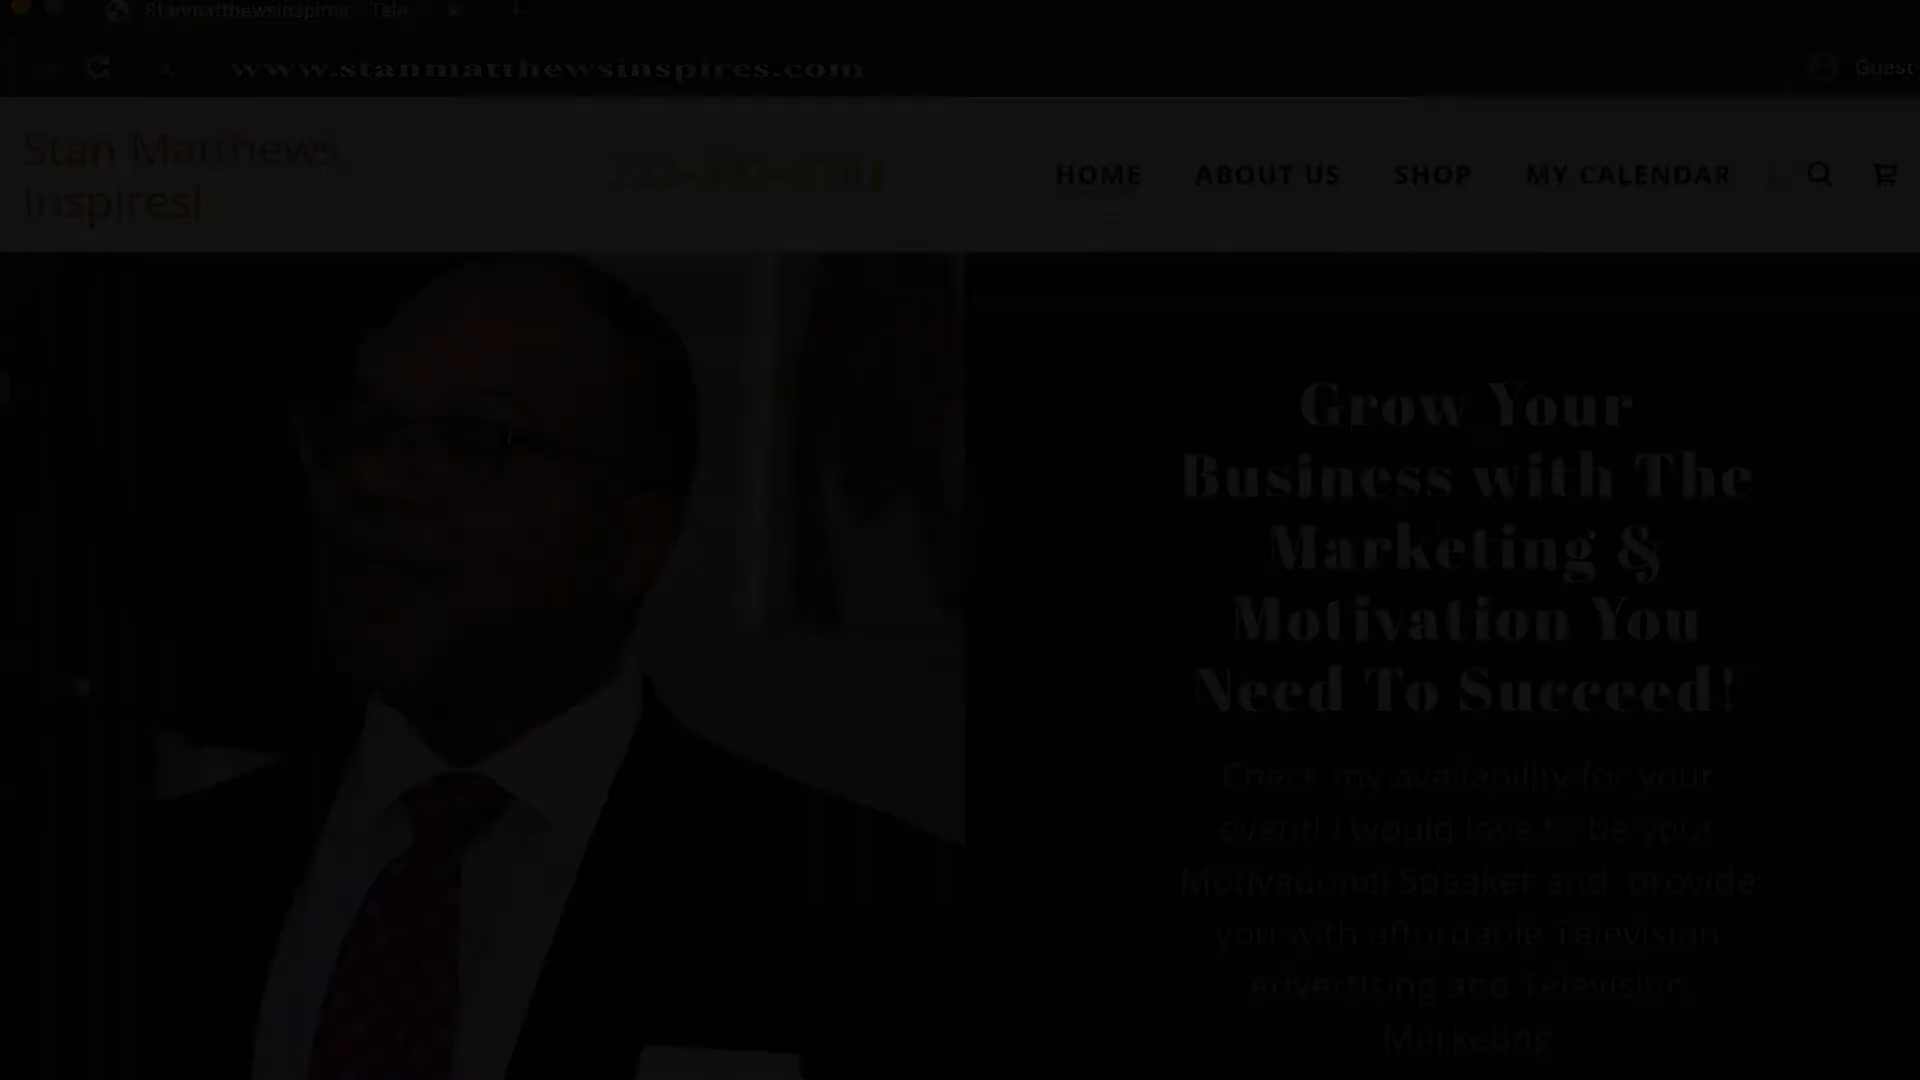 Stanmatthewsinspires - Tele
www.stanmatthewsinspires.com
Guest
Stan Matthews
Inspires!
HOME ABOUT US SHOP MY CALENDAR
Grow Your
Business with The
Marketing &
Motivation You
Need To Succeed!
Check my availability for your
event! I would love to be your
Motivational Speaker and provide
you with affordable Television
Advertising and Television
Marketing